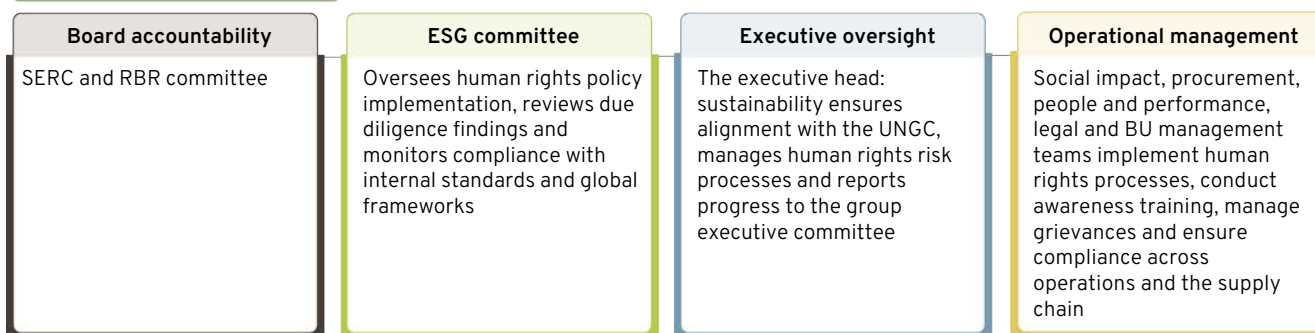 Board accountability
SERC and RBR committee
ESG committee
Oversees human rights policy
implementation, reviews due
diligence findings and
monitors compliance with
internal standards and global
frameworks
Executive oversight
The executive head:
sustainability ensures
alignment with the UNGC,
manages human rights risk
processes and reports
progress to the group
executive committee
Operational management
Social impact, procurement,
people and performance,
legal and BU management
teams implement human
rights processes, conduct
awareness training, manage
grievances and ensure
compliance across
operations and the supply
chain